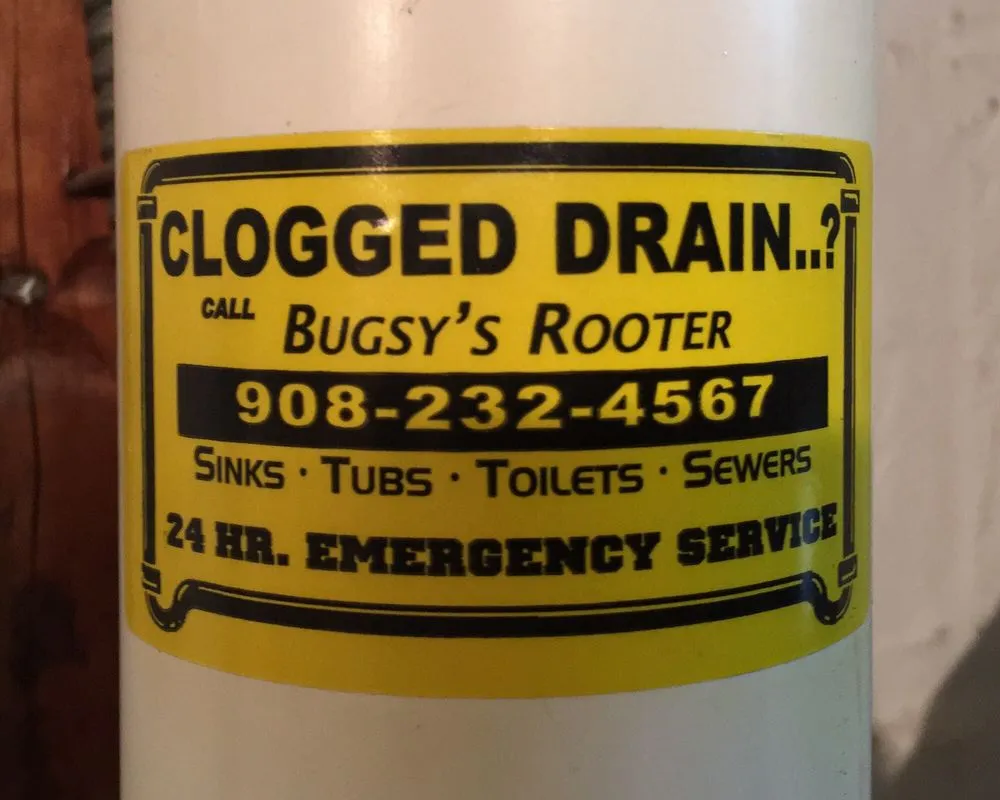 CLOGGED DRAIN..?
CALL BUGSY'S ROOTER
908-232-4567
SINKS · TUBS · TOILETS · SEWERS
24 HR. EMERGENCY SERVICE